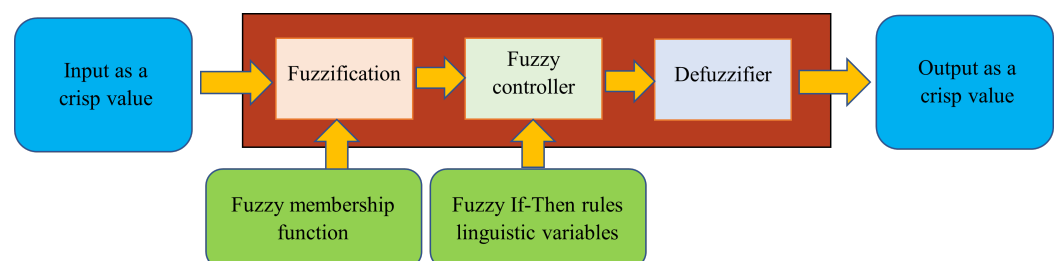 Input as a
crisp value
Fuzzification
Fuzzy
controller
Defuzzifier
Output as a
crisp value
Fuzzy membership
function
Fuzzy If-Then rules
linguistic variables